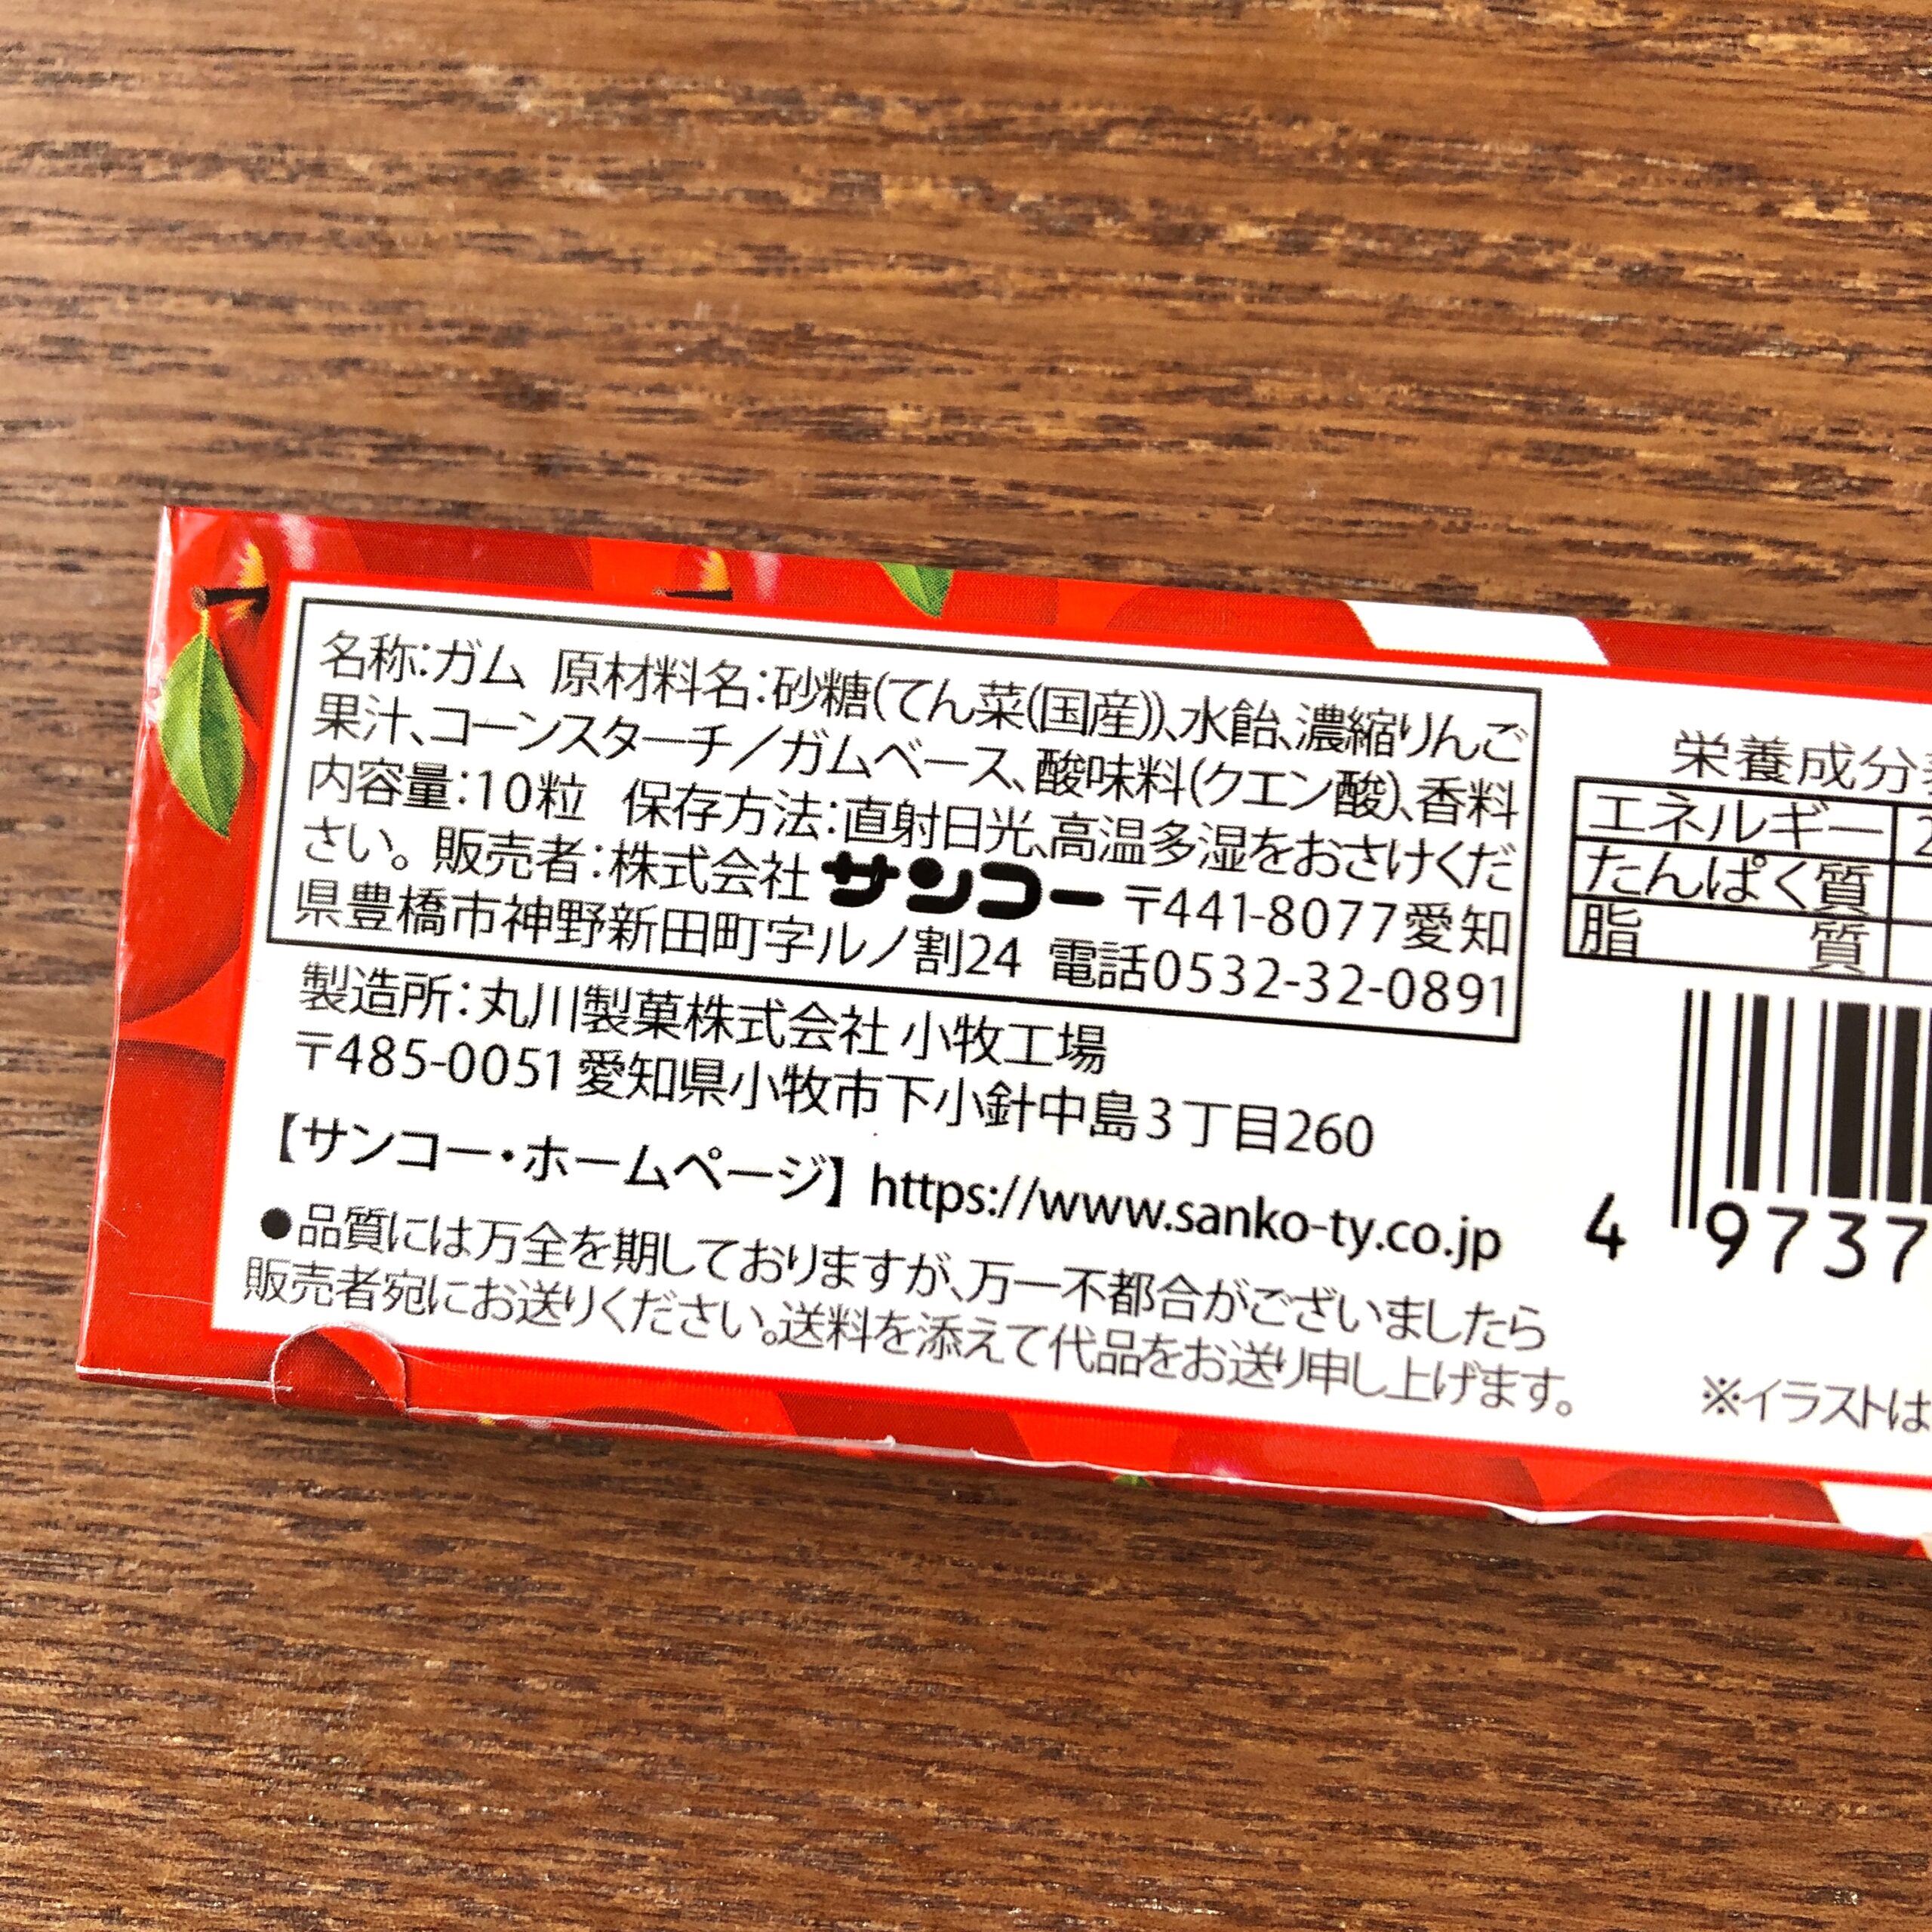 名称:ガム 原材料名:砂糖(てん菜(国産))、水飴、濃縮りんご
果汁、コーンスターチ/ガムベース、酸味料(クエン酸)、香料
内容量:10粒 保存方法:直射日光、高温多湿をおさけくだ
さい。 販売者:株式会社 サンコー 〒441-8077愛知
県豊橋市神野新田町字ルノ割24 電話0532-32-0891
製造所:丸川製菓株式会社 小牧工場
〒485-0051 愛知県小牧市下小針中島3丁目260
【サンコー・ホームページ】 https://www.sanko-ty.co.jp
●品質には万全を期しておりますが、万一不都合がございましたら
販売者宛にお送りください。送料を添えて代品をお送り申し上げます。
栄養成分
エネルギー 2
たんぱく質
脂 質
4 9737
※イラストは